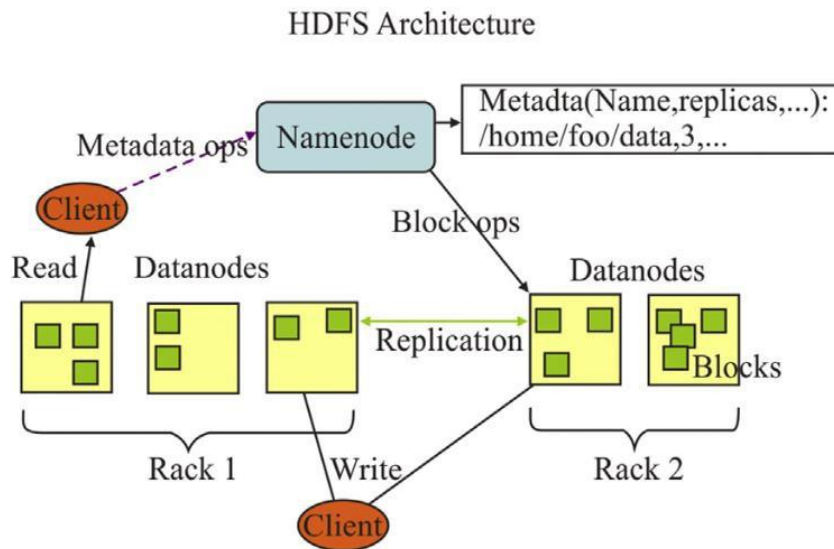 HDFS Architecture
Metadta(Name,replicas,...):
/home/foo/data,3,...
Namenode
Metadata ops
Client
Block ops
Read
Datanodes
Datanodes
Replication
Blocks
Rack 1
Write
Rack 2
Client